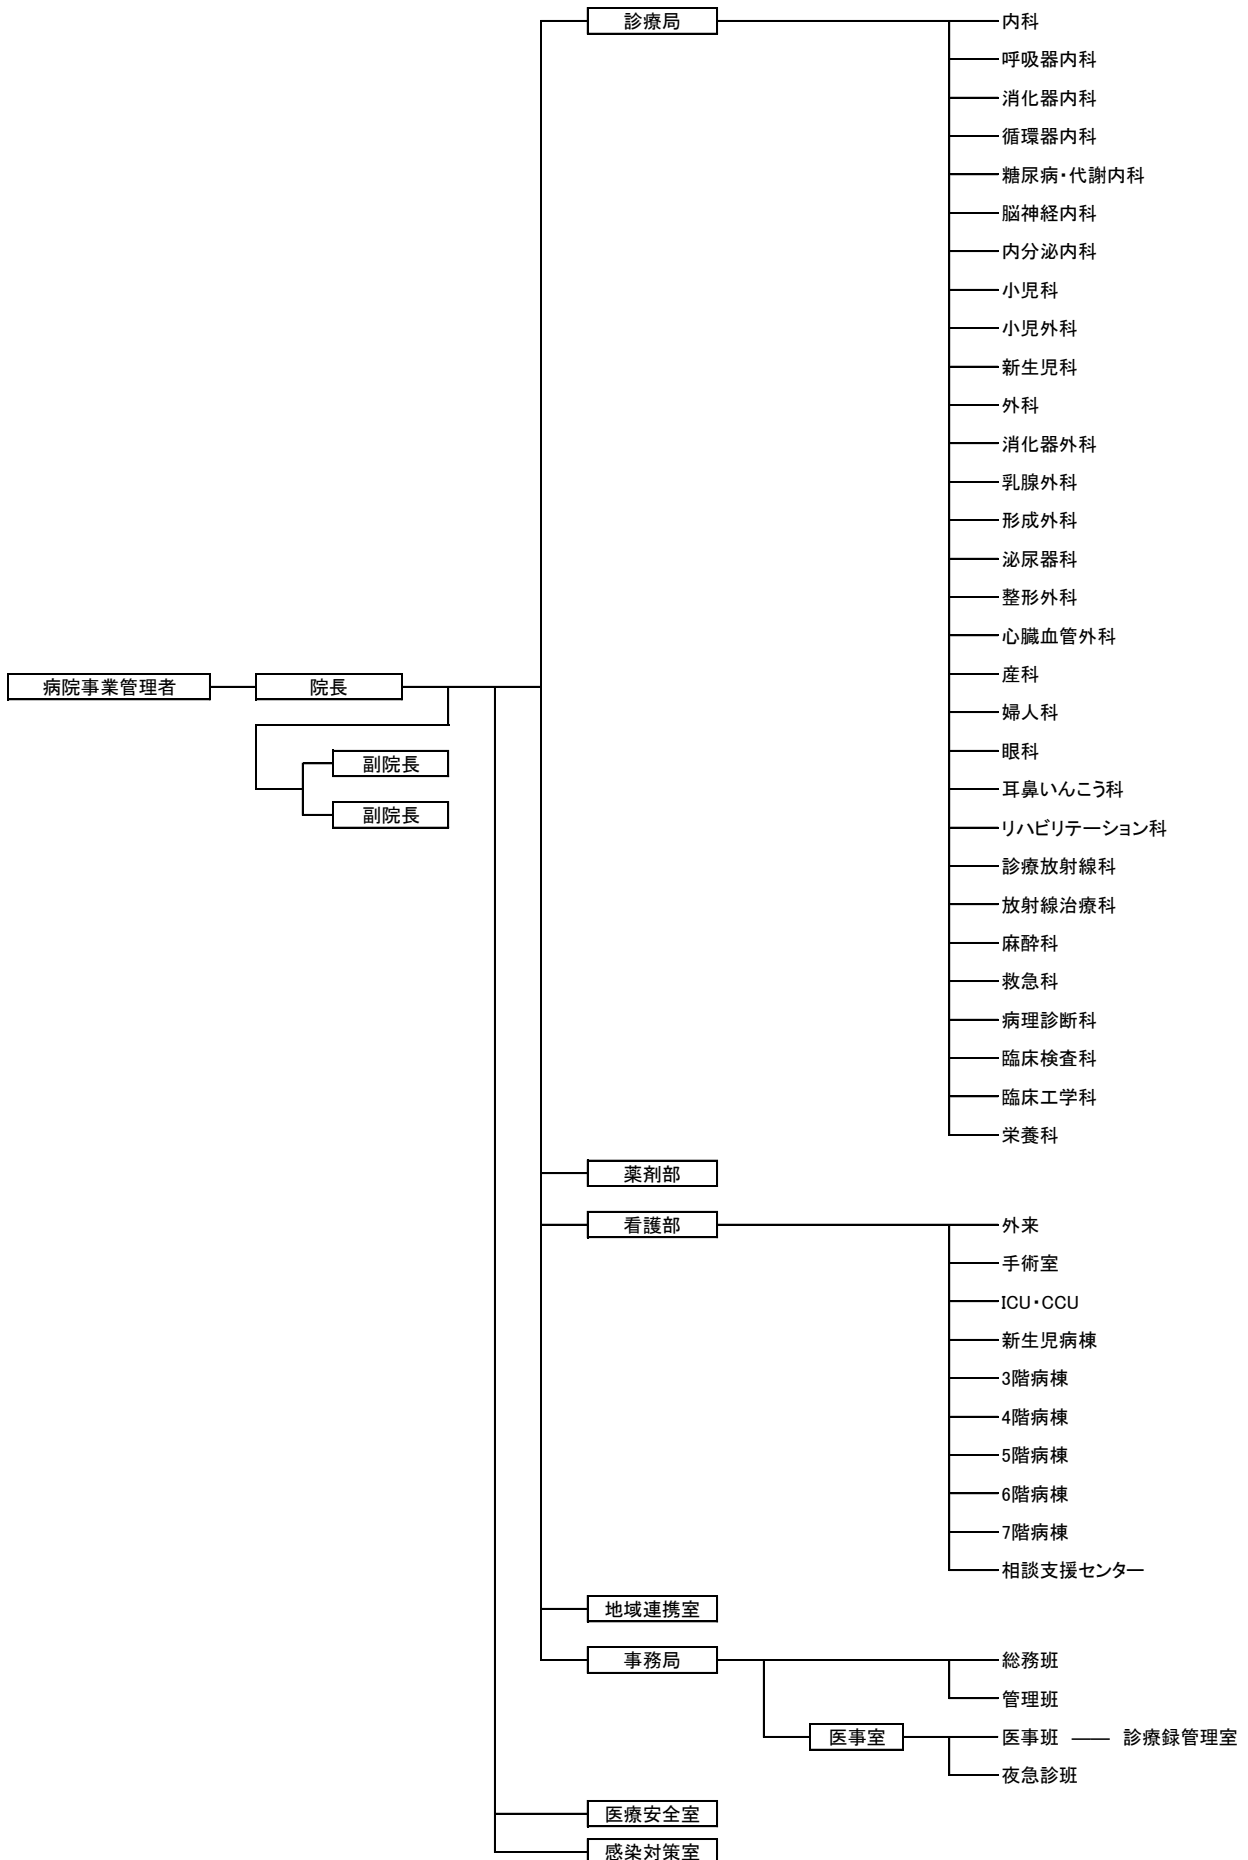 診療局
内科
呼吸器内科
消化器内科
循環器内科
糖尿病・代謝内科
脳神経内科
内分泌内科
小児科
小児外科
新生児科
外科
消化器外科
乳腺外科
形成外科
泌尿器科
整形外科
心臓血管外科
産科
病院事業管理者
院長
婦人科
眼科
副院長
耳鼻いんこう科
副院長
リハビリテーション科
診療放射線科
放射線治療科
麻酔科
救急科
病理診断科
臨床検査科
臨床工学科
栄養科
薬剤部
看護部
外来
手術室
ICU・CCU
新生児病棟
3階病棟
4階病棟
5階病棟
6階病棟
7階病棟
相談支援センター
地域連携室
事務局
総務班
管理班
医事室
医事班 ―― 診療録管理室
夜急診班
医療安全室
感染対策室